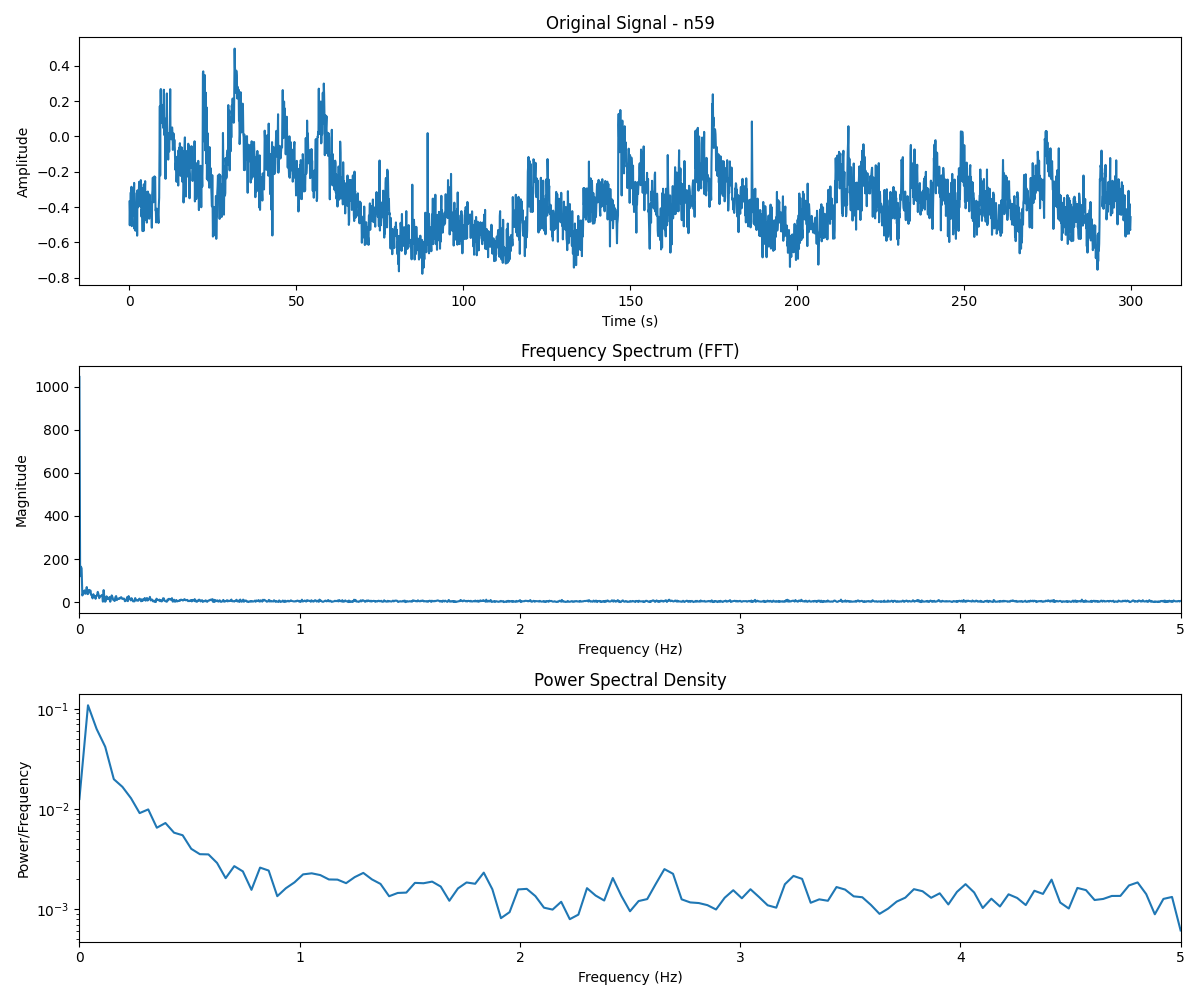 Original Signal - n59
Amplitude
0.4
0.2
0.0
−0.2
−0.4
−0.6
−0.8
0 50 100 150 200 250 300
Time (s)
Frequency Spectrum (FFT)
Magnitude
1000
800
600
400
200
0
0 1 2 3 4 5
Frequency (Hz)
Power Spectral Density
Power/Frequency
10⁻¹
10⁻²
10⁻³
0 1 2 3 4 5
Frequency (Hz)